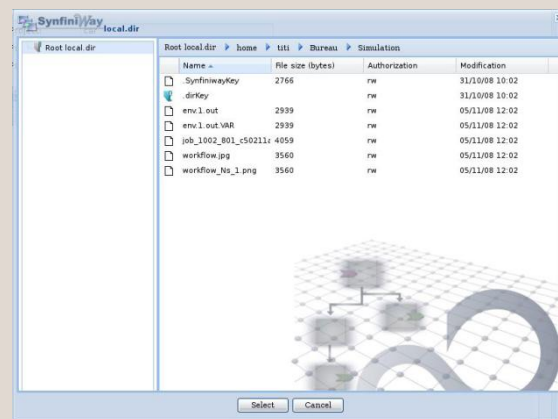 SynfiniWay local.dir
Root local.dir
Root local.dir home titi Bureau Simulation
Name File size (bytes) Authorization Modification
.SynfiniwayKey 2766 rw 31/10/08 10:02
.dirKey rw 31/10/08 10:02
env.1.out 2939 rw 05/11/08 12:02
env.1.out.VAR 2939 rw 05/11/08 12:02
job_1002_801_c50211 4059 rw 05/11/08 12:02
workflow.jpg 3560 rw 05/11/08 12:02
workflow_Ns_1.png 3560 rw 05/11/08 12:02
Select Cancel